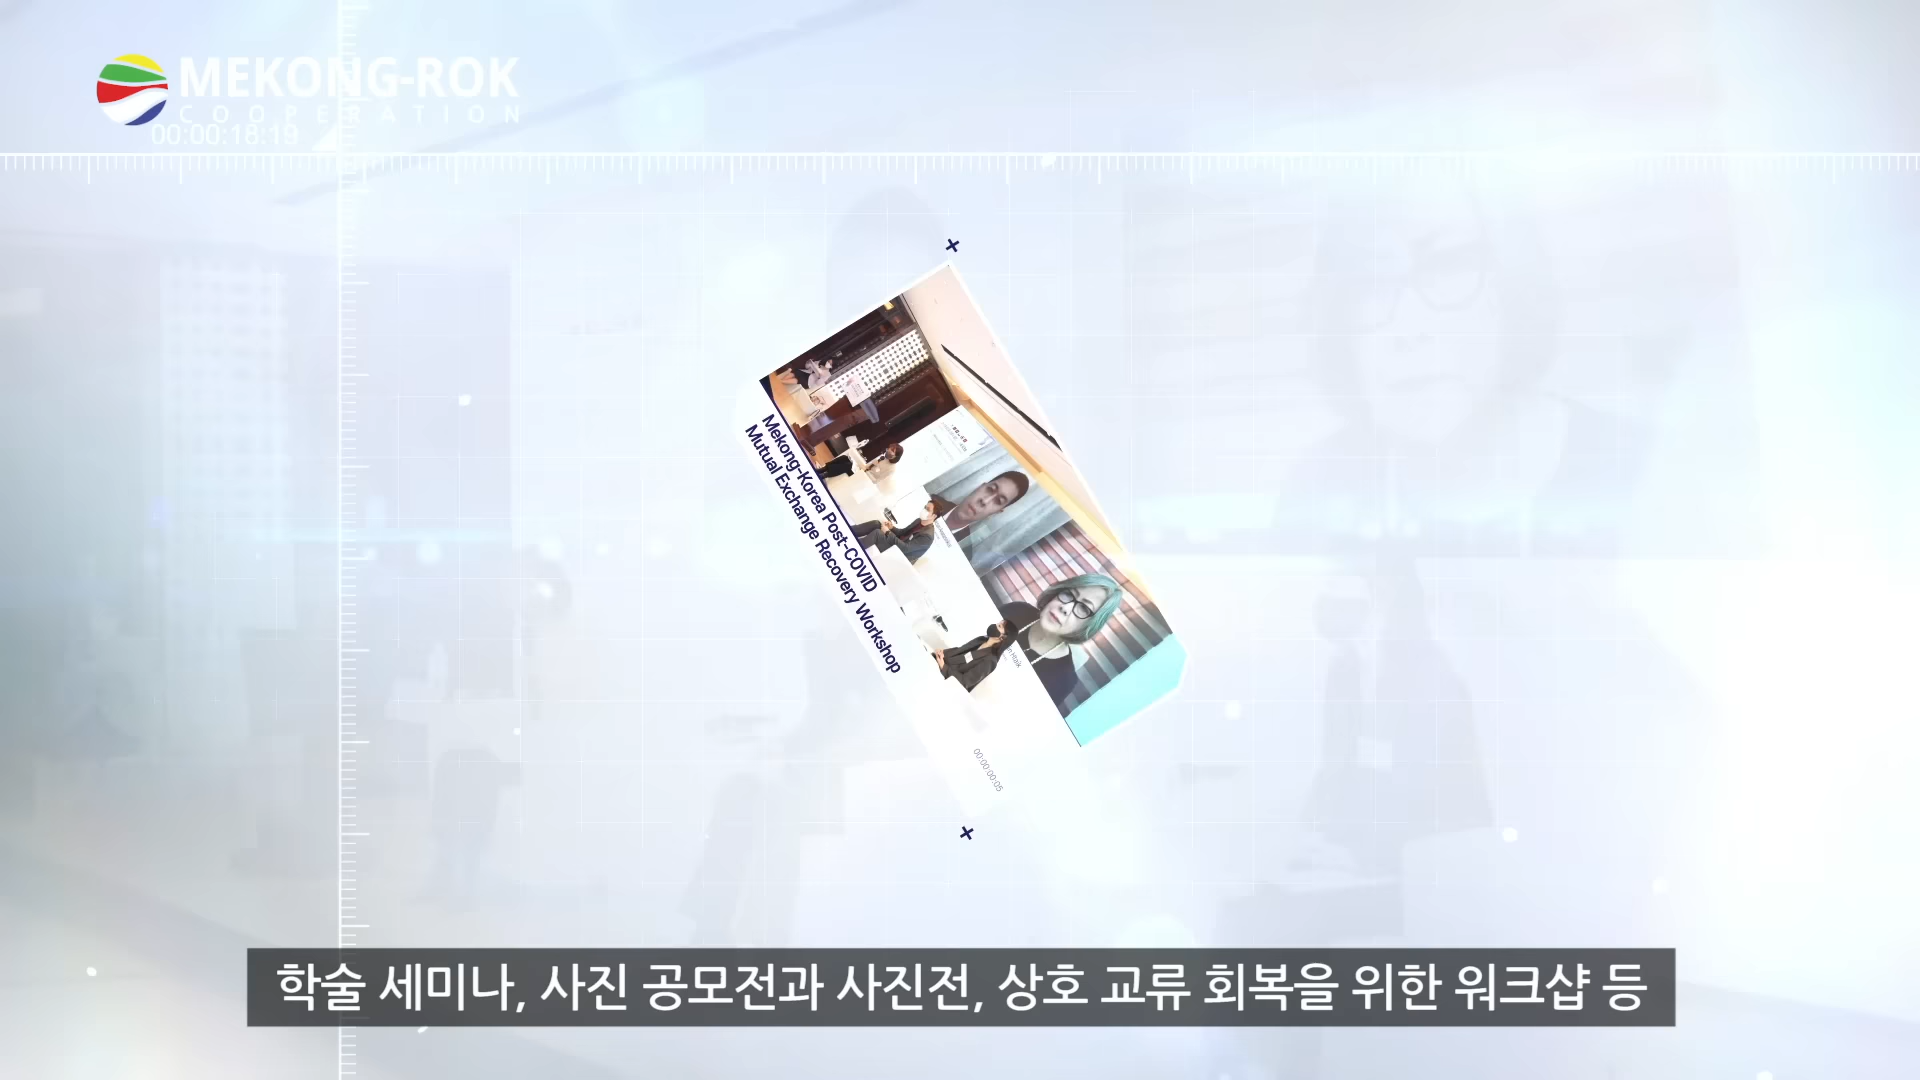 MEKONG-ROK
COOPERATION
00:00:18:19
Mekong-Korea Post-COVID
Mutual Exchange Recovery Workshop
00:00:00:05
학술 세미나, 사진 공모전과 사진전, 상호 교류 회복을 위한 워크샵 등